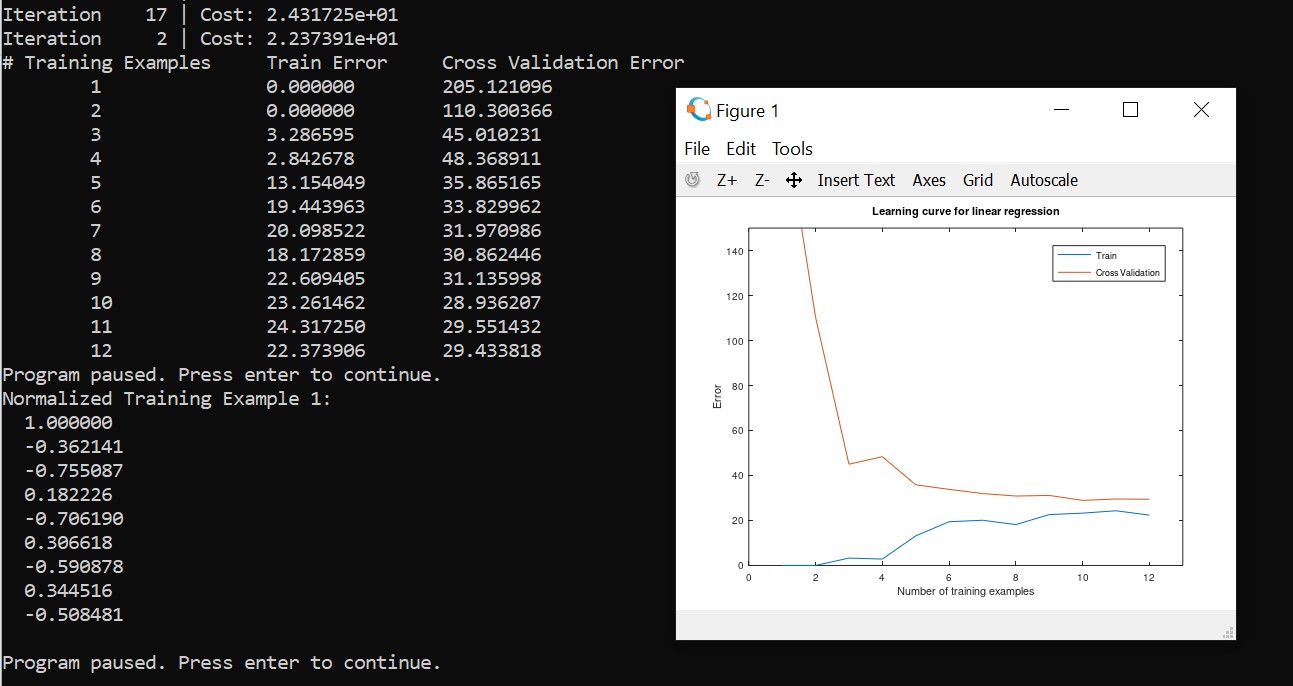 Iteration    17 | Cost: 2.431725e+01
Iteration     2 | Cost: 2.237391e+01
# Training Examples     Train Error     Cross Validation Error
        1               0.000000        205.121096
        2               0.000000        110.300366
        3               3.286595        45.010231
        4               2.842678        48.368911
        5               13.154049       35.865165
        6               19.443963       33.829962
        7               20.098522       31.970986
        8               18.172859       30.862446
        9               22.609405       31.135998
        10              23.261462       28.936207
        11              24.317250       29.551432
        12              22.373906       29.433818
Program paused. Press enter to continue.
Normalized Training Example 1:
  1.000000
  -0.362141
  -0.755087
  0.182226
  -0.706190
  0.306618
  -0.590878
  0.344516
  -0.508481
Program paused. Press enter to continue.
Figure 1
File Edit Tools
Z+ Z- Insert Text Axes Grid Autoscale
Learning curve for linear regression
Train
Cross Validation
140
120
100
80
60
40
20
0
Error
0 2 4 6 8 10 12
Number of training examples